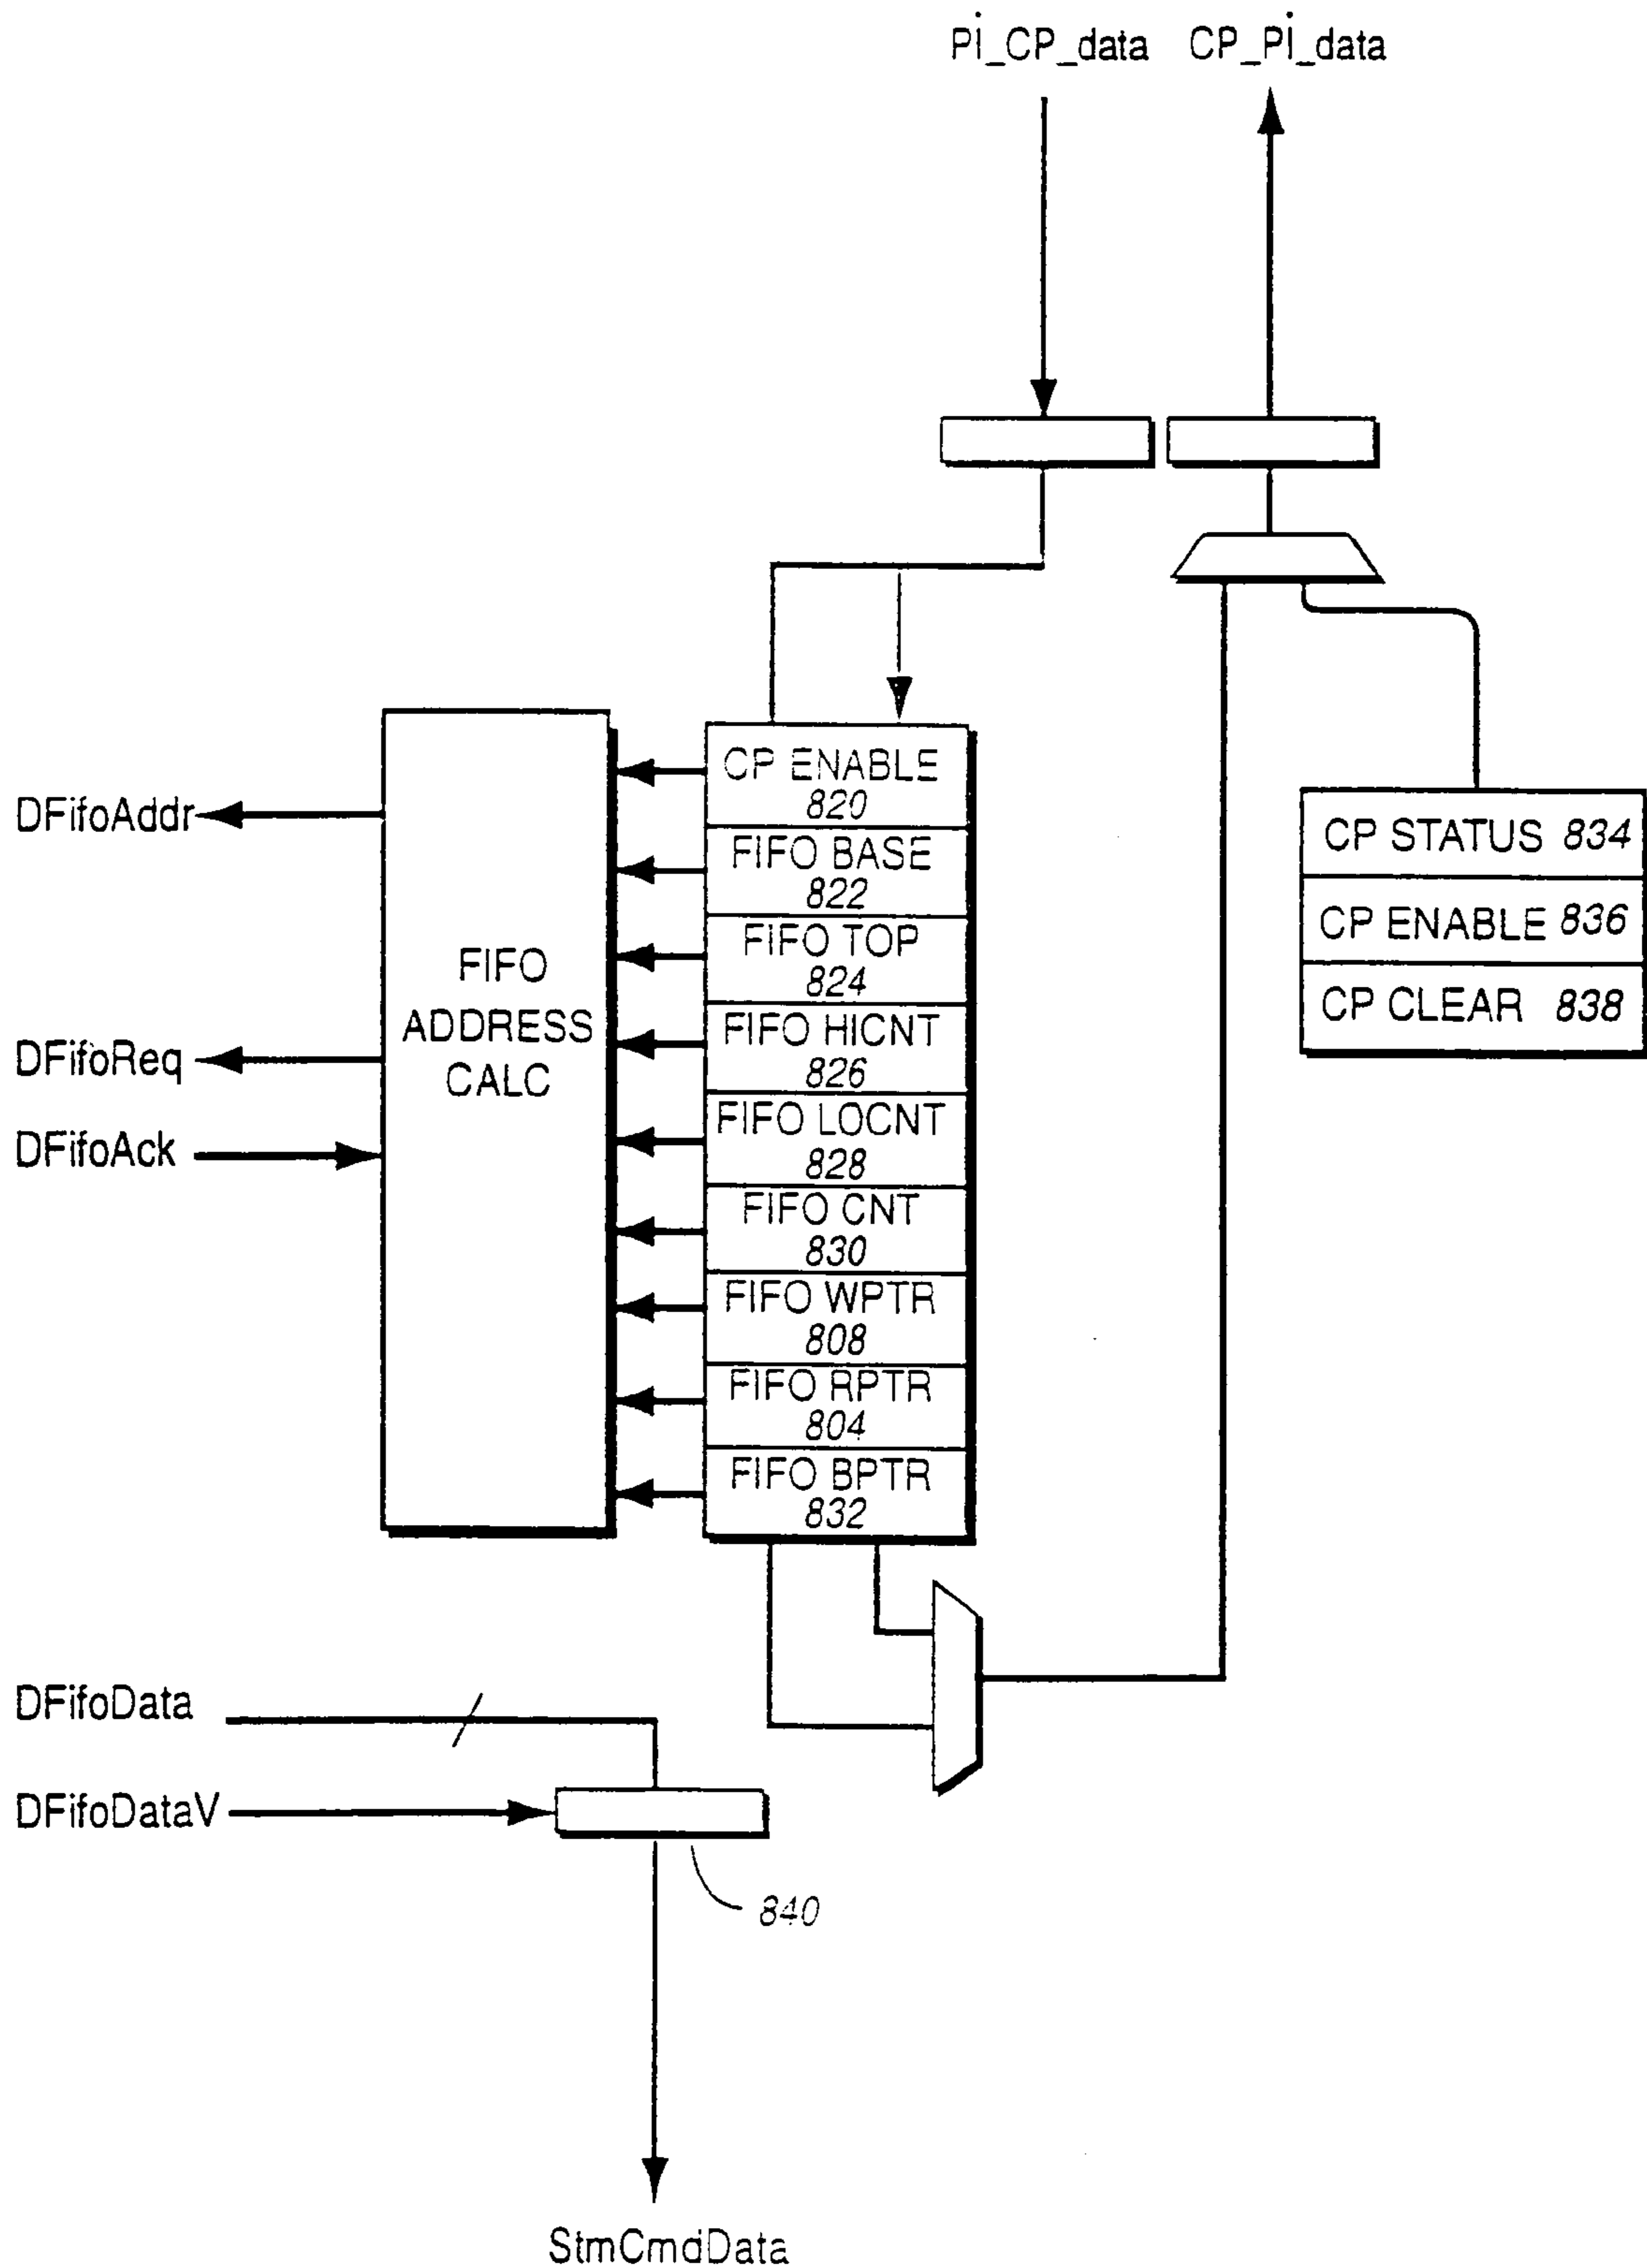 Pi_CP_data CP_Pi_data
CP ENABLE
820
FIFO BASE
822
FIFO TOP
824
FIFO HICNT
826
FIFO LOCNT
828
FIFO CNT
830
FIFO WPTR
808
FIFO RPTR
804
FIFO BPTR
832
CP STATUS 834
CP ENABLE 836
CP CLEAR 838
FIFO
ADDRESS
CALC
DFifoAddr
DFifoReq
DFifoAck
DFifoData
DFifoDataV
840
StmCmdData